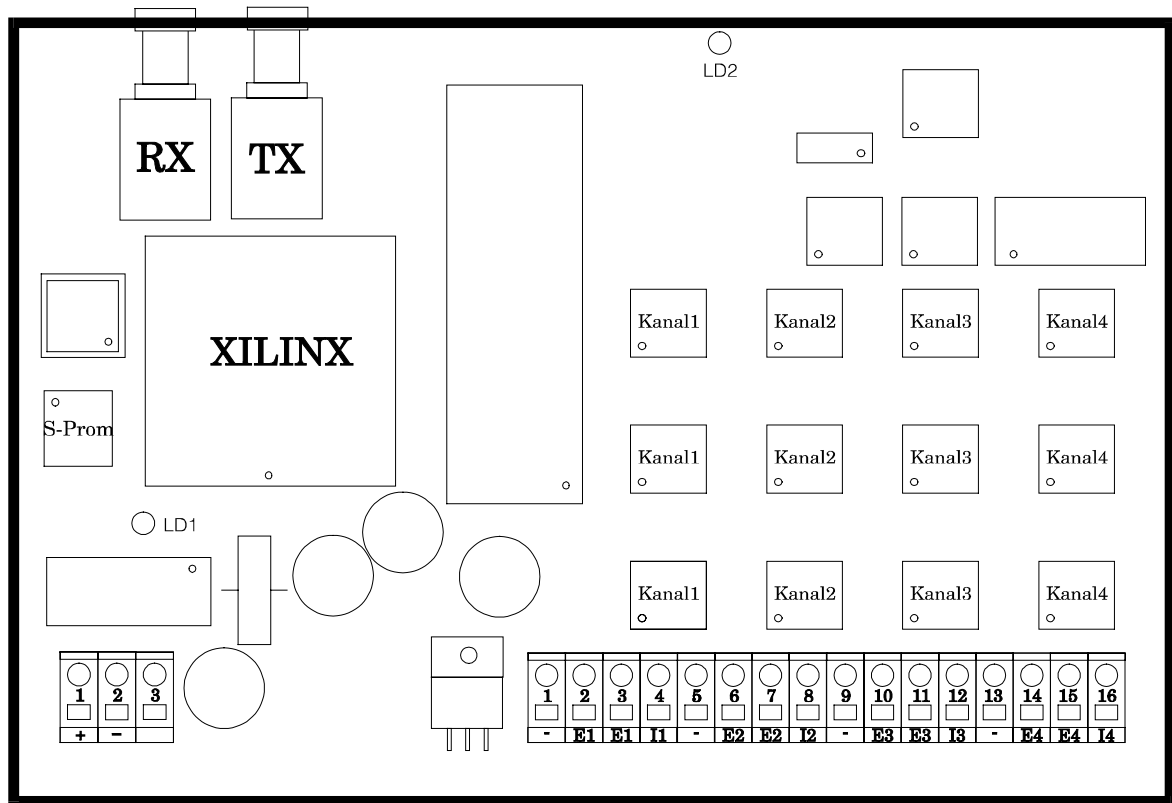 LD2
RX TX
Kanal1 Kanal2 Kanal3 Kanal4
XILINX
S-Prom
Kanal1 Kanal2 Kanal3 Kanal4
LD1
Kanal1 Kanal2 Kanal3 Kanal4
1 2 3
+ -
1 2 3 4 5 6 7 8 9 10 11 12 13 14 15 16
- E1 E1 I1 - E2 E2 I2 - E3 E3 I3 - E4 E4 I4